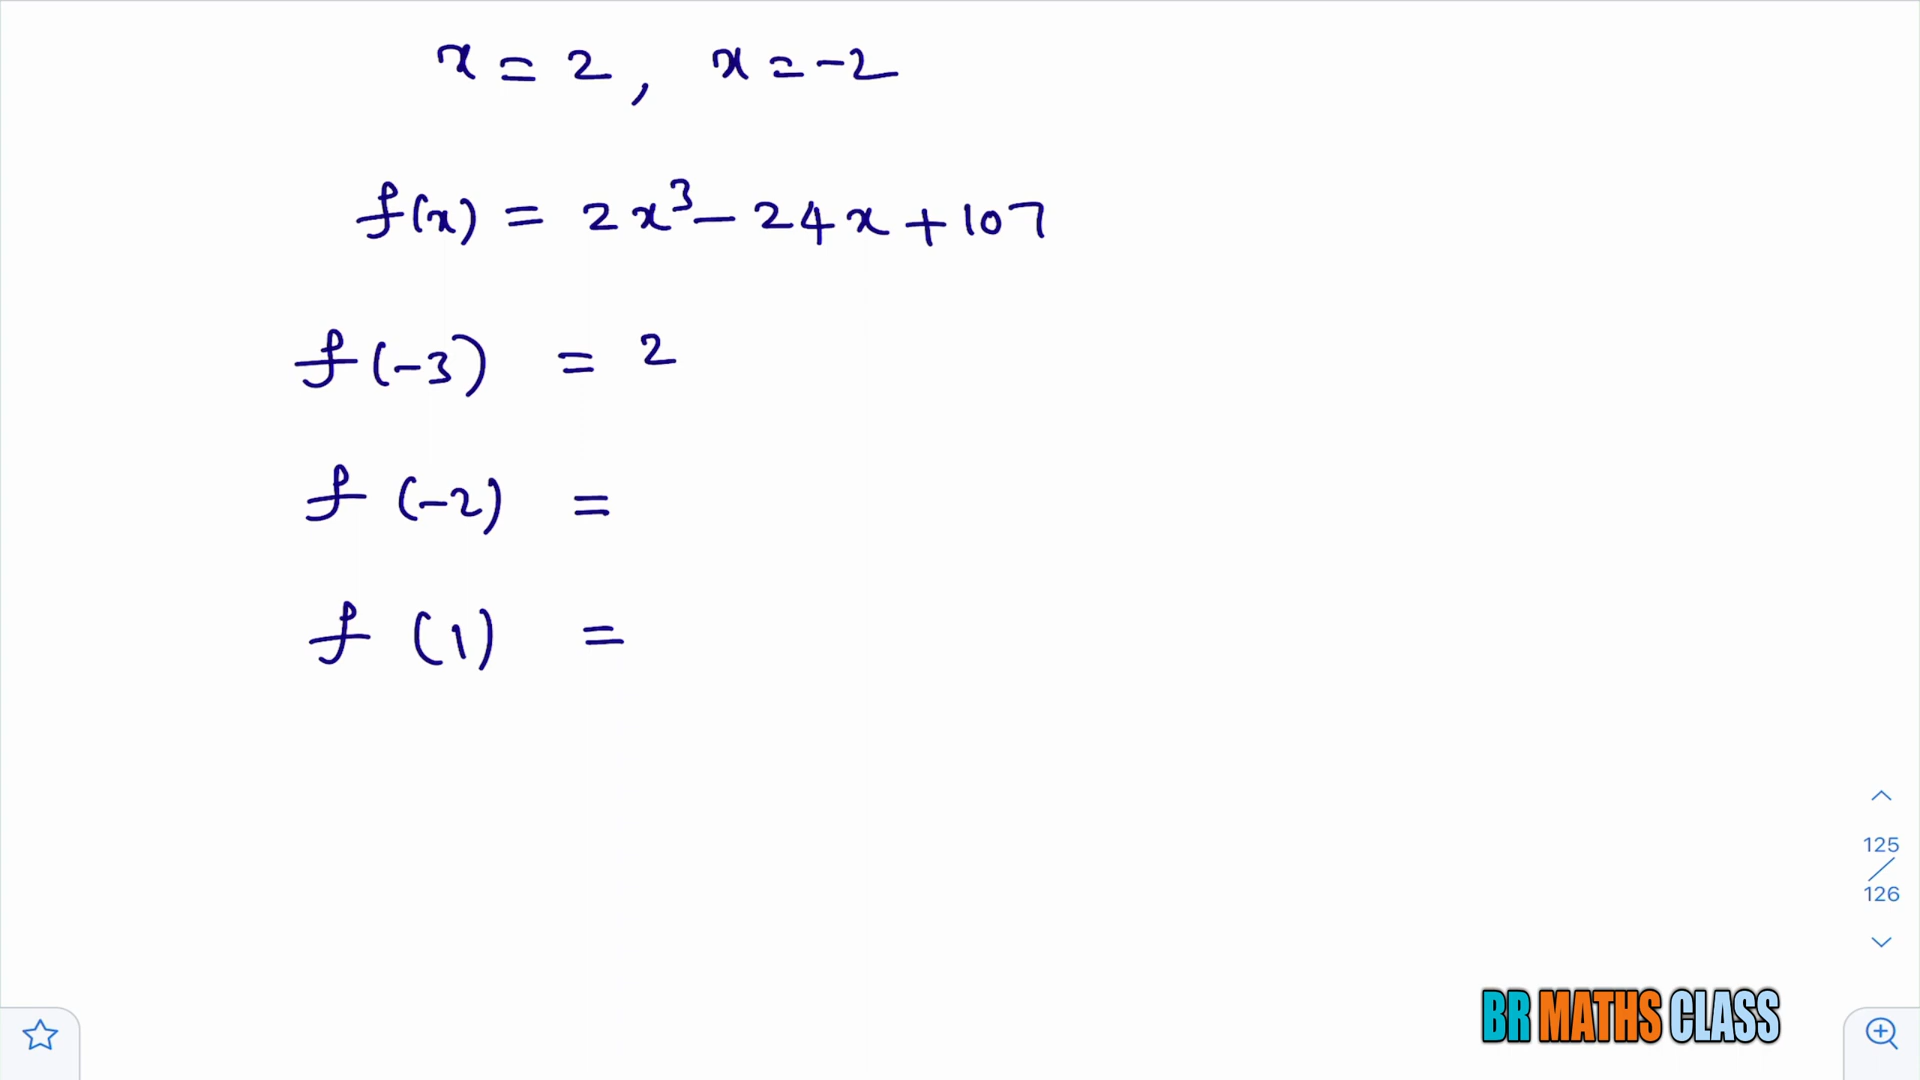 x = 2, x = -2
f(x) = 2x³ - 24x + 107
f(-3) = 2
f(-2) =
f(1) =
125
126
BR MATHS CLASS